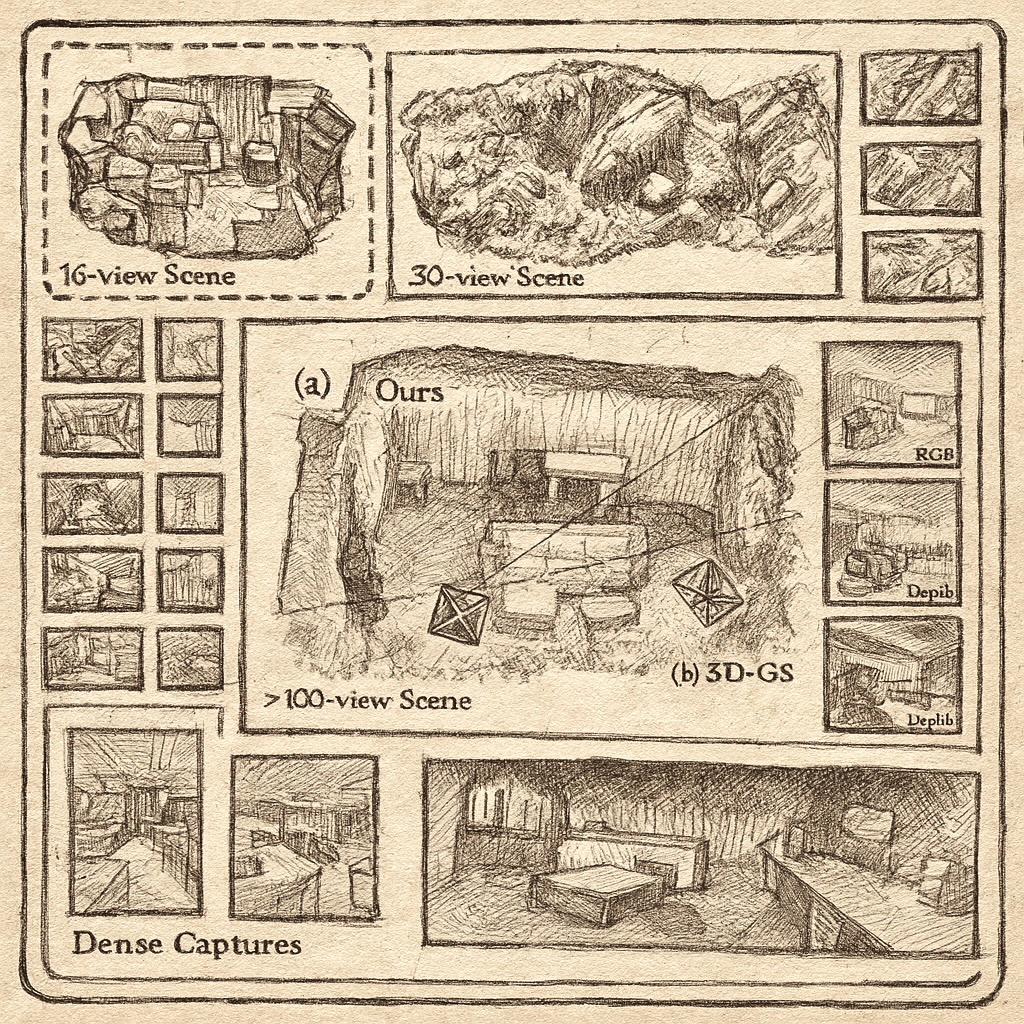 16-view Scene
30-view Scene
(a) Ours
RGB
Depib
(b) 3D-GS
Deplib
>100-view Scene
Dense Captures